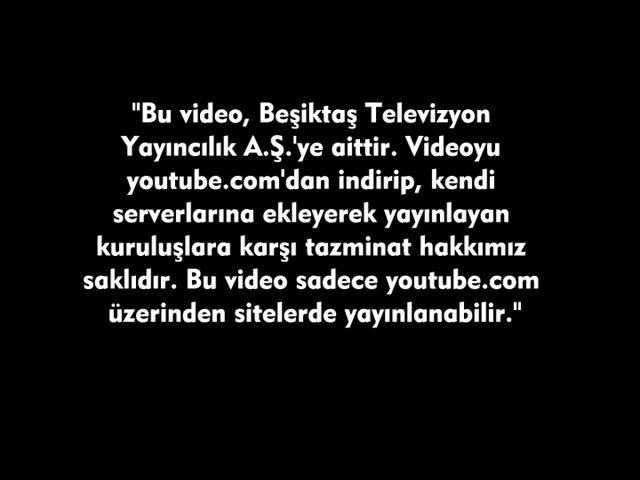 "Bu video, Beşiktaş Televizyon
Yayıncılık A.Ş.'ye aittir. Videoyu
youtube.com'dan indirip, kendi
serverlarına ekleyerek yayınlayan
kuruluşlara karşı tazminat hakkımız
saklıdır. Bu video sadece youtube.com
üzerinden sitelerde yayınlanabilir."